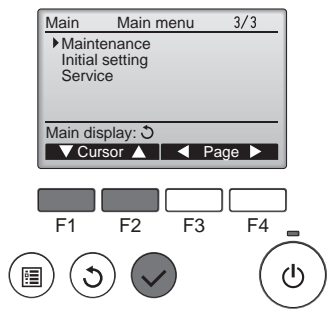 Main Main menu 3/3
Maintenance
Initial setting
Service
Main display:
Cursor Page
F1 F2 F3 F4